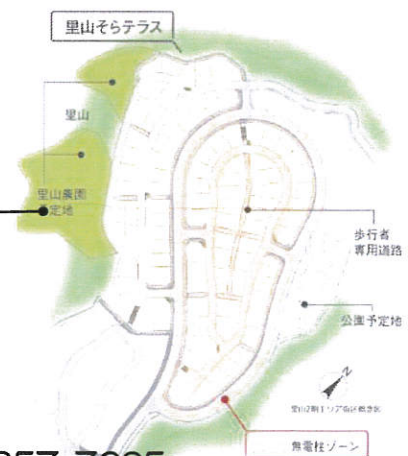 里山そらテラス
里山
里山農園
予定地
歩行者
専用道路
公園予定地
無電柱ゾーン